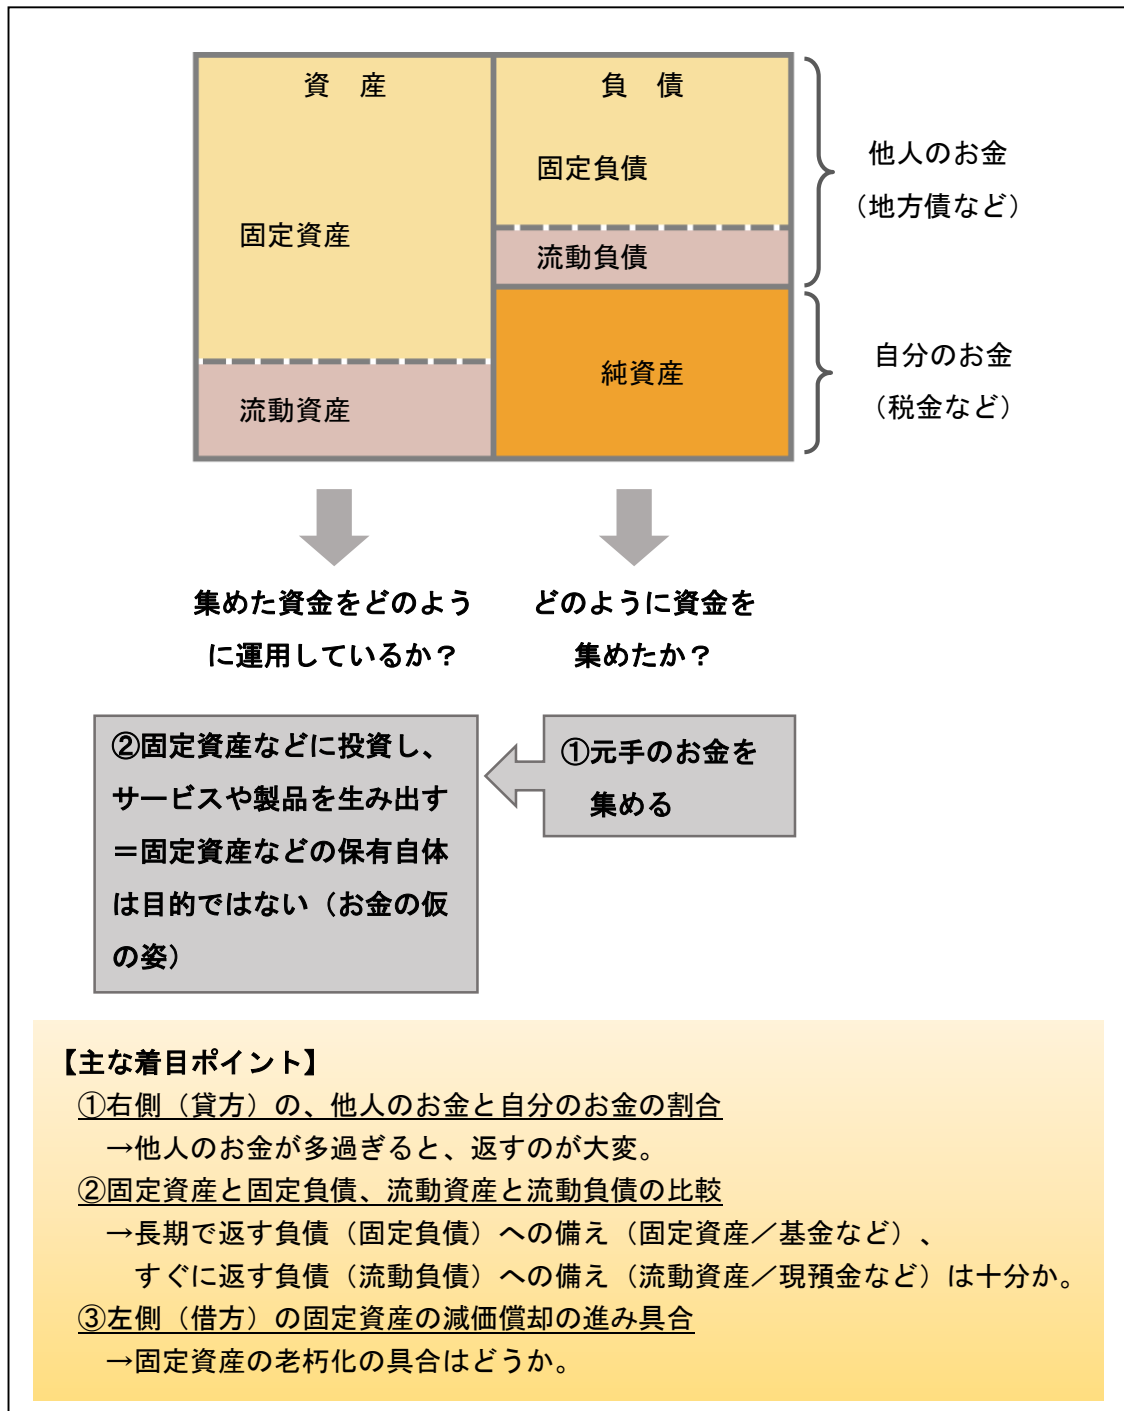 資　産
固定資産
流動資産
負　債
固定負債
流動負債
純資産
他人のお金
（地方債など）
自分のお金
（税金など）
集めた資金をどのよう
に運用しているか？
どのように資金を
集めたか？
②固定資産などに投資し、
サービスや製品を生み出す
＝固定資産などの保有自体
は目的ではない（お金の仮
の姿）
①元手のお金を
集める
【主な着目ポイント】
①右側（貸方）の、他人のお金と自分のお金の割合
→他人のお金が多過ぎると、返すのが大変。
②固定資産と固定負債、流動資産と流動負債の比較
→長期で返す負債（固定負債）への備え（固定資産／基金など）、
すぐに返す負債（流動負債）への備え（流動資産／現預金など）は十分か。
③左側（借方）の固定資産の減価償却の進み具合
→固定資産の老朽化の具合はどうか。